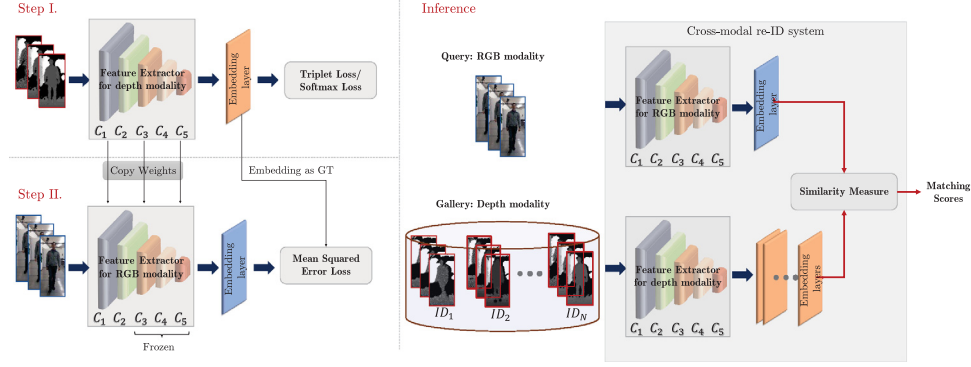 Step I.
Feature Extractor
for depth modality
C1 C2 C3 C4 C5
Embedding
layer
Triplet Loss/
Softmax Loss
Copy Weights
Embedding as GT
Step II.
Feature Extractor
for RGB modality
C1 C2 C3 C4 C5
Frozen
Embedding
layer
Mean Squared
Error Loss
Inference
Query: RGB modality
Gallery: Depth modality
ID1
ID2
IDN
Cross-modal re-ID system
Feature Extractor
for RGB modality
C1 C2 C3 C4 C5
Embedding
layer
Similarity Measure
Matching
Scores
Feature Extractor
for depth modality
C1 C2 C3 C4 C5
Embedding
layers